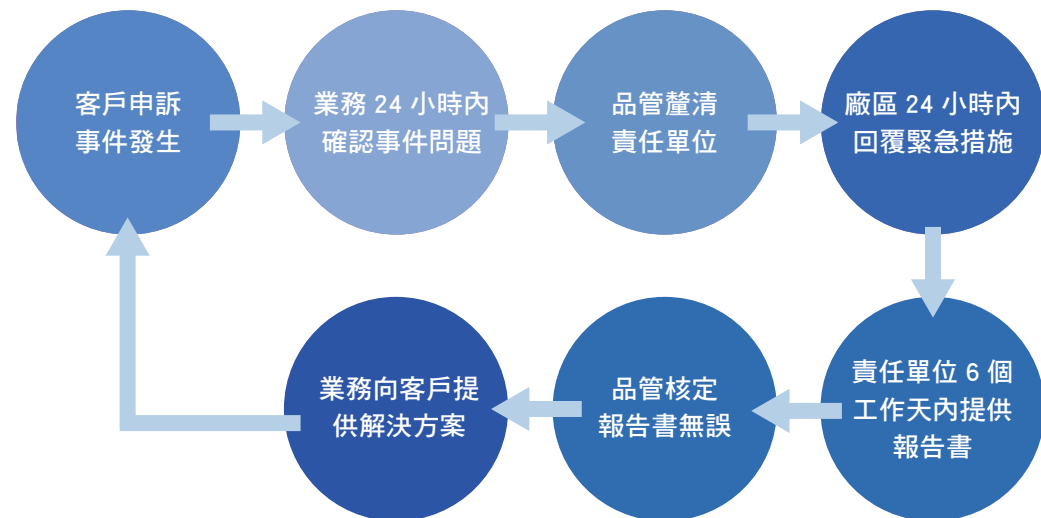 客戶申訴
事件發生
業務 24 小時內
確認事件問題
品管釐清
責任單位
廠區 24 小時內
回覆緊急措施
責任單位 6 個
工作天內提供
報告書
品管核定
報告書無誤
業務向客戶提
供解決方案